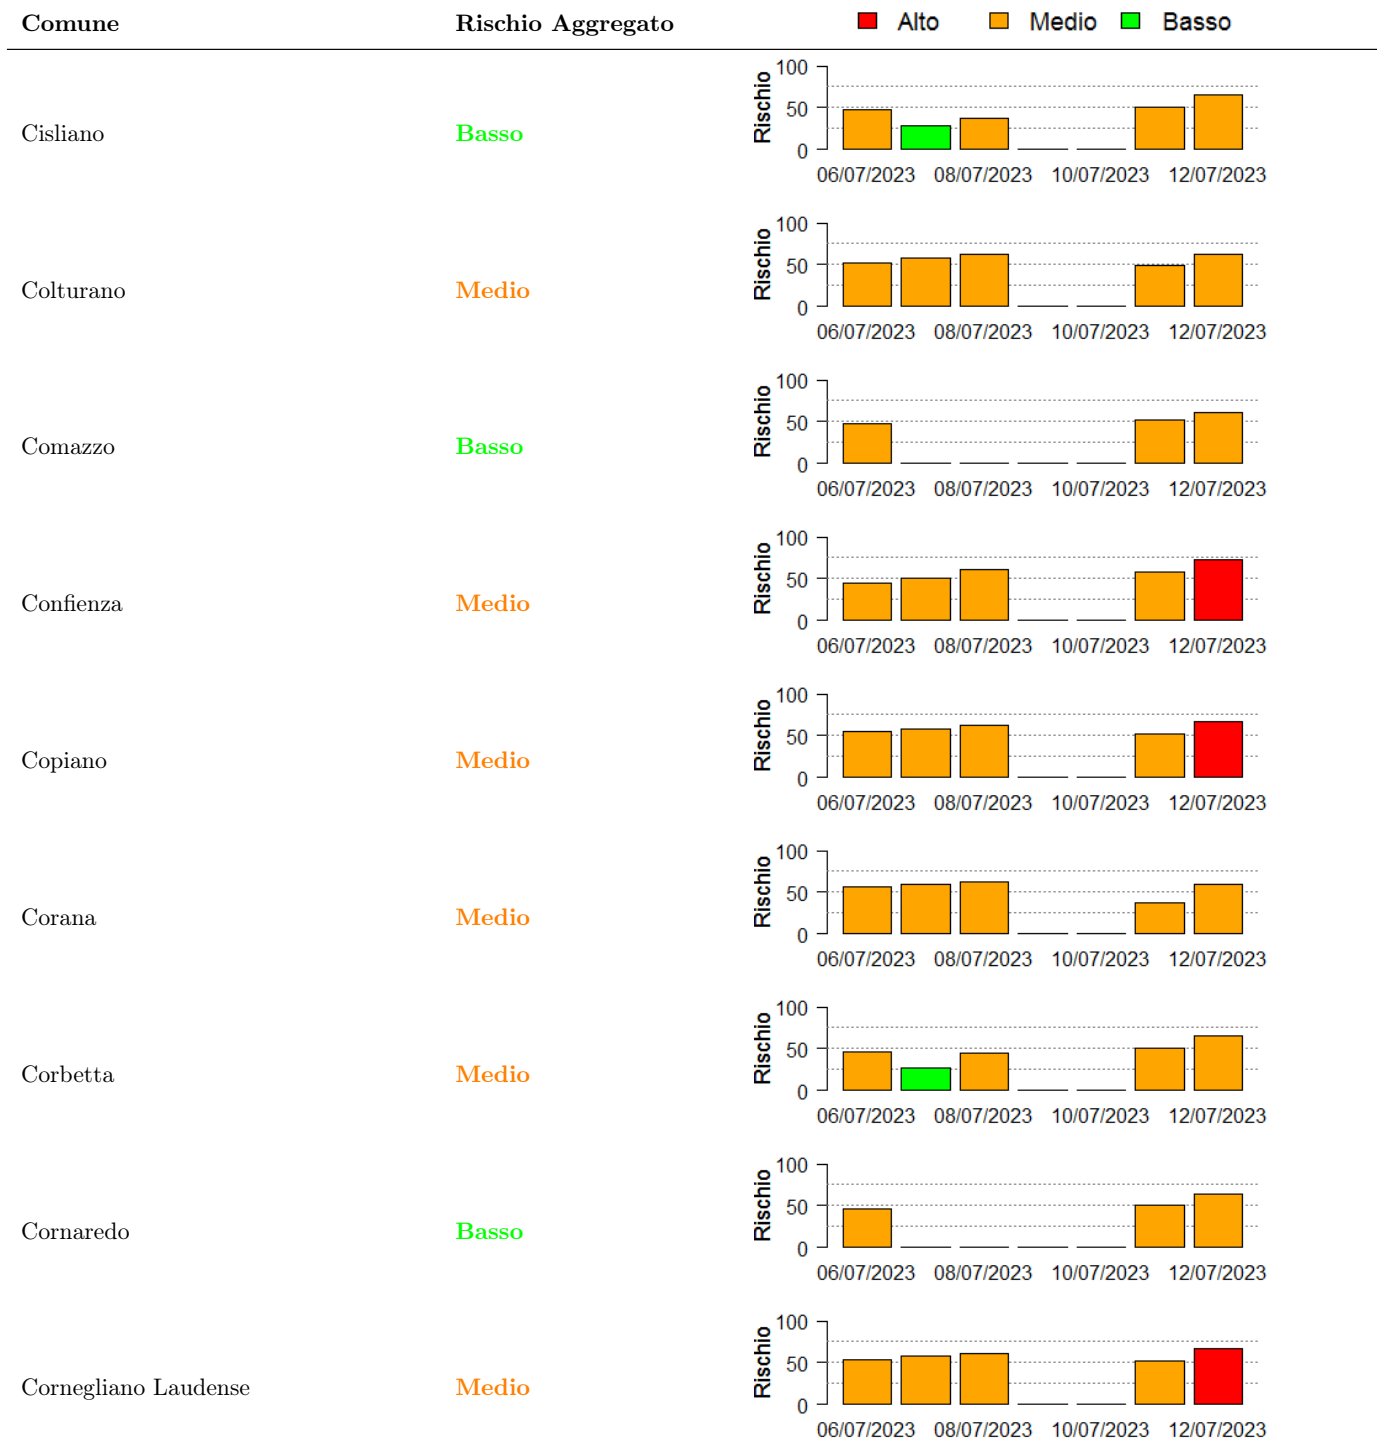 Comune Rischio Aggregato Alto Medio Basso
Cisliano Basso
Rischio
100
50
0
06/07/2023 08/07/2023 10/07/2023 12/07/2023
Colturano Medio
Rischio
100
50
0
06/07/2023 08/07/2023 10/07/2023 12/07/2023
Comazzo Basso
Rischio
100
50
0
06/07/2023 08/07/2023 10/07/2023 12/07/2023
Confienza Medio
Rischio
100
50
0
06/07/2023 08/07/2023 10/07/2023 12/07/2023
Copiano Medio
Rischio
100
50
0
06/07/2023 08/07/2023 10/07/2023 12/07/2023
Corana Medio
Rischio
100
50
0
06/07/2023 08/07/2023 10/07/2023 12/07/2023
Corbetta Medio
Rischio
100
50
0
06/07/2023 08/07/2023 10/07/2023 12/07/2023
Cornaredo Basso
Rischio
100
50
0
06/07/2023 08/07/2023 10/07/2023 12/07/2023
Cornegliano Laudense Medio
Rischio
100
50
0
06/07/2023 08/07/2023 10/07/2023 12/07/2023